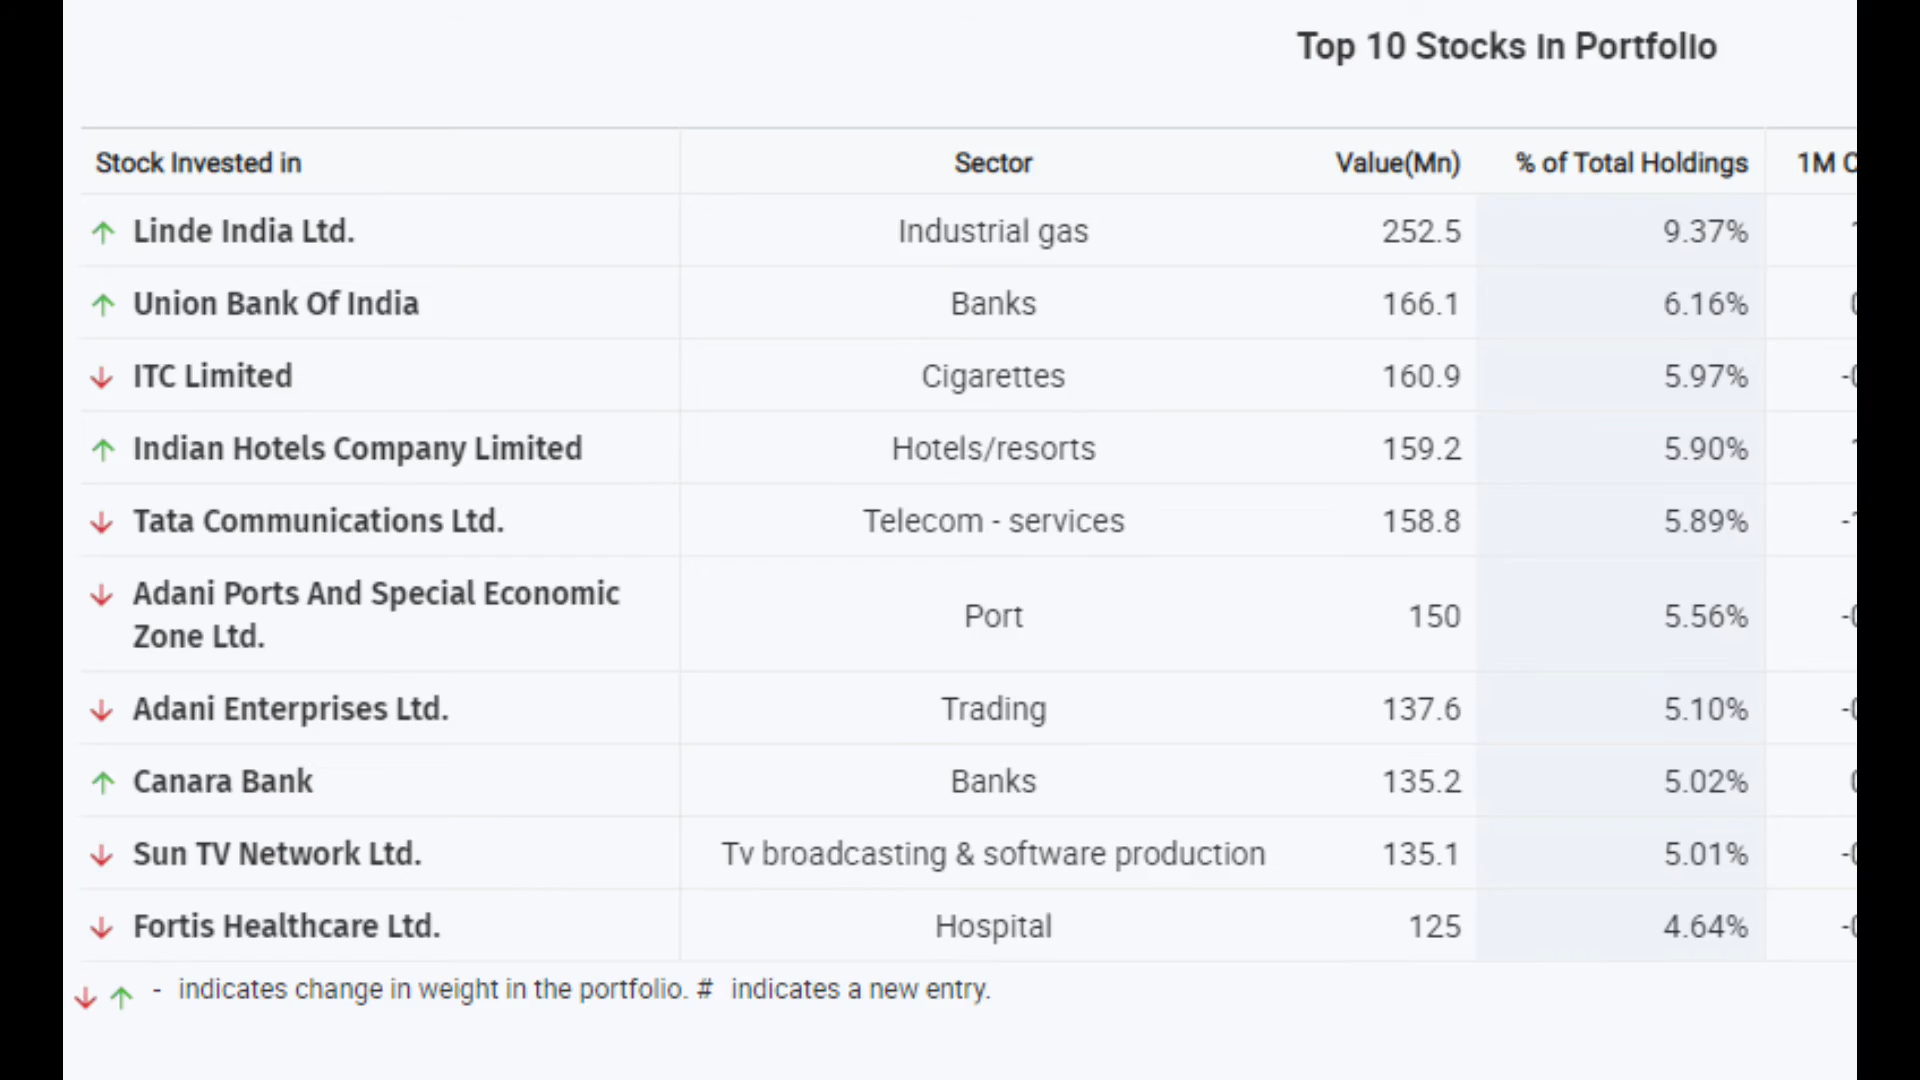 Top 10 Stocks In Portfolio
Stock Invested in Sector Value(Mn) % of Total Holdings 1M
Linde India Ltd. Industrial gas 252.5 9.37%
Union Bank Of India Banks 166.1 6.16%
ITC Limited Cigarettes 160.9 5.97%
Indian Hotels Company Limited Hotels/resorts 159.2 5.90%
Tata Communications Ltd. Telecom - services 158.8 5.89%
Adani Ports And Special Economic
Zone Ltd. Port 150 5.56%
Adani Enterprises Ltd. Trading 137.6 5.10%
Canara Bank Banks 135.2 5.02%
Sun TV Network Ltd. Tv broadcasting & software production 135.1 5.01%
Fortis Healthcare Ltd. Hospital 125 4.64%
↓ ↑ - indicates change in weight in the portfolio. # indicates a new entry.